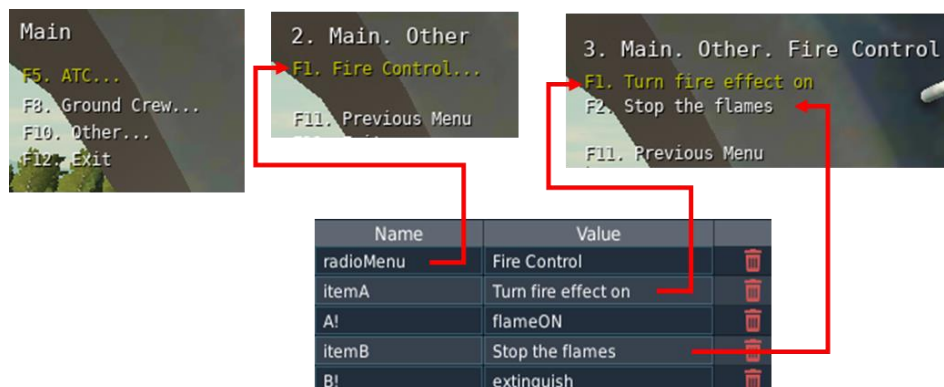 Main
F5. ATC...
F8. Ground Crew...
F10. Other...
F12. Exit
2. Main. Other
F1. Fire Control...
F11. Previous Menu
3. Main. Other. Fire Control
F1. Turn fire effect on
F2. Stop the flames
F11. Previous Menu
Name Value
radioMenu Fire Control
itemA Turn fire effect on
A! flameON
itemB Stop the flames
B! extinguish